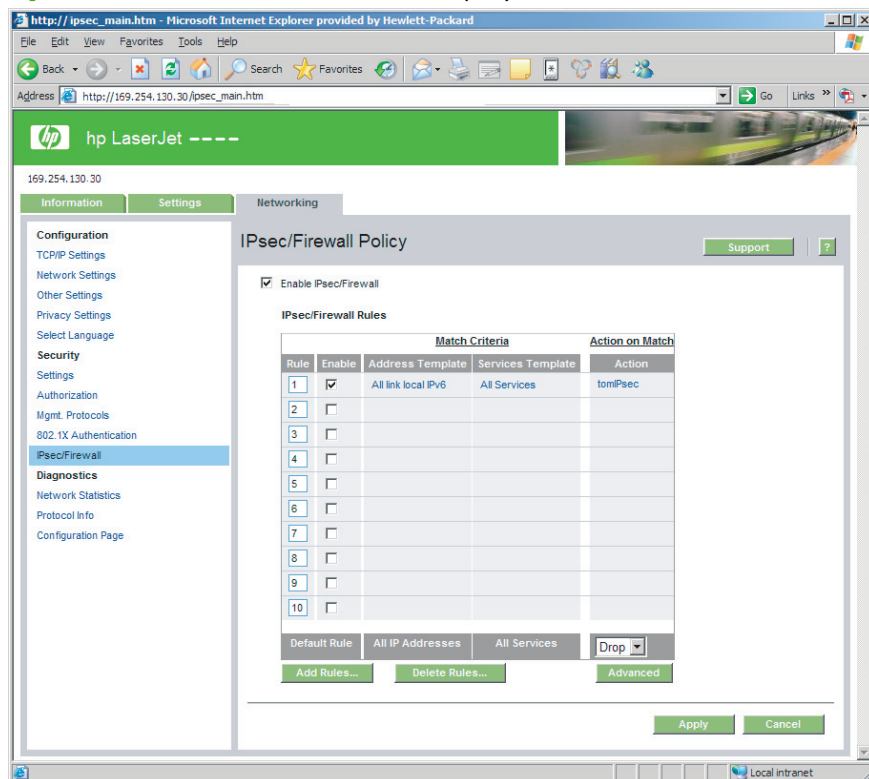 http://ipsec_main.htm - Microsoft Internet Explorer provided by Hewlett-Packard
File Edit View Favorites Tools Help
Back Search Favorites
Address http://169.254.130.30/ipsec_main.htm Go Links »
hp hp LaserJet ----
169.254.130.30
Information Settings Networking
Configuration
TCP/IP Settings
Network Settings
Other Settings
Privacy Settings
Select Language
Security
Settings
Authorization
Mgmt. Protocols
802.1X Authentication
IPsec/Firewall
Diagnostics
Network Statistics
Protocol Info
Configuration Page
IPsec/Firewall Policy
Support ?
Enable IPsec/Firewall
IPsec/Firewall Rules
Match Criteria Action on Match
Rule Enable Address Template Services Template Action
1 All link local IPv6 All Services tomIPsec
2
3
4
5
6
7
8
9
10
Default Rule All IP Addresses All Services Drop
Add Rules... Delete Rules... Advanced
Apply Cancel
Local intranet